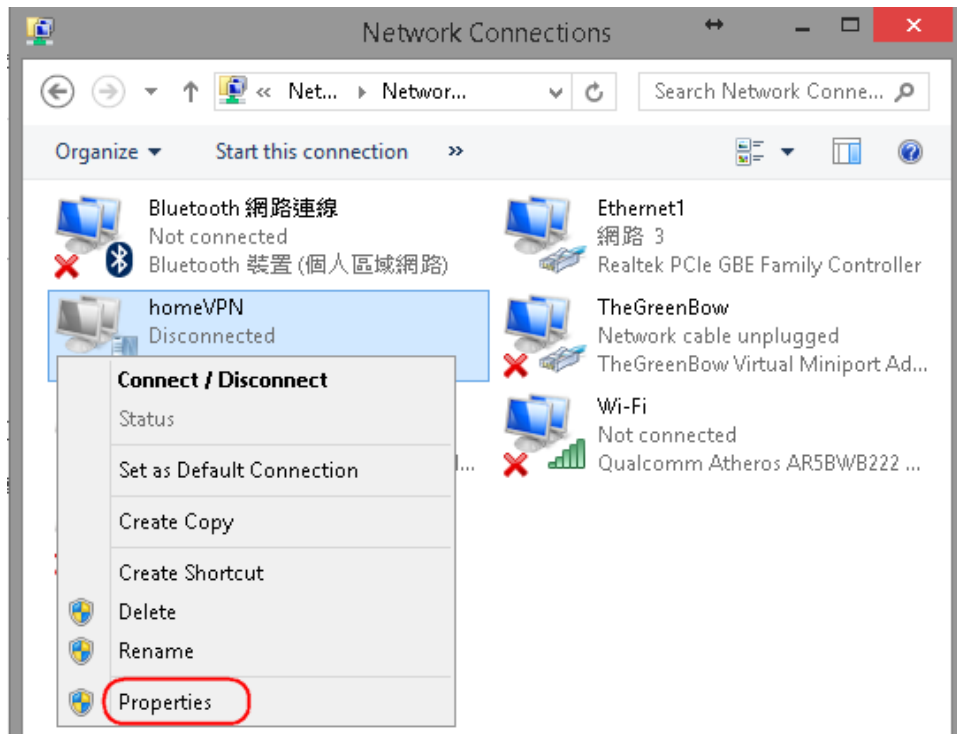 Network Connections
« Net... Networ...
Search Network Conne...
Organize
Start this connection
»
Bluetooth 網路連線
Not connected
Bluetooth 裝置 (個人區域網路)
Ethernet1
網路 3
Realtek PCIe GBE Family Controller
homeVPN
Disconnected
TheGreenBow
Network cable unplugged
TheGreenBow Virtual Miniport Ad...
Wi-Fi
Not connected
Qualcomm Atheros AR5BWB222 ...
Connect / Disconnect
Status
Set as Default Connection
Create Copy
Create Shortcut
Delete
Rename
Properties